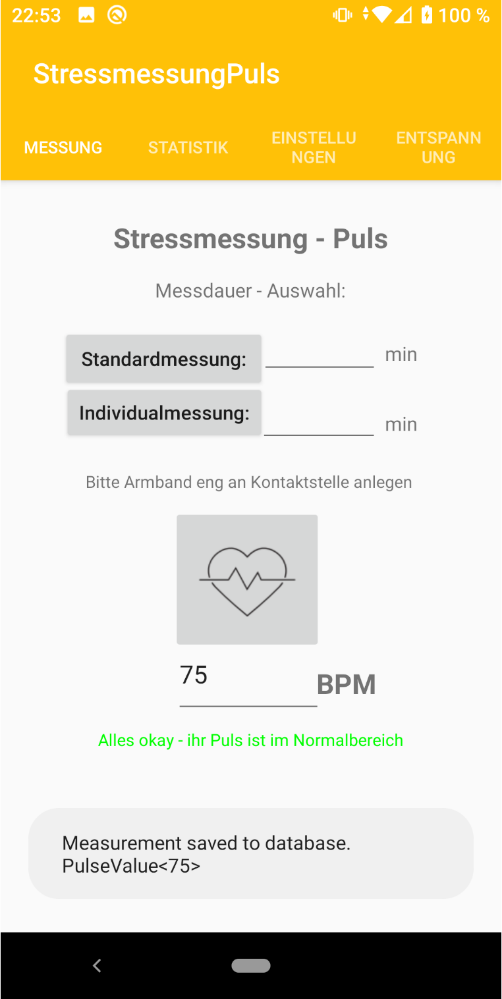 22:53 100 %
StressmessungPuls
MESSUNG STATISTIK EINSTELLU ENTSPANN
NGEN UNG
Stressmessung - Puls
Messdauer - Auswahl:
Standardmessung: min
Individualmessung: min
Bitte Armband eng an Kontaktstelle anlegen
75 BPM
Alles okay - ihr Puls ist im Normalbereich
Measurement saved to database.
PulseValue<75>